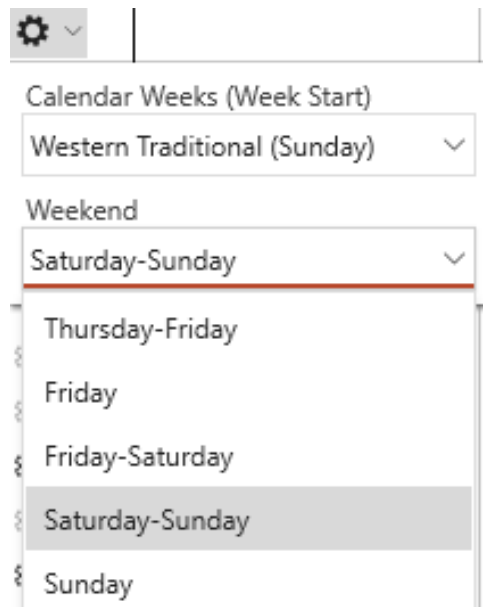 Calendar Weeks (Week Start)
Western Traditional (Sunday)
Weekend
Saturday-Sunday
Thursday-Friday
Friday
Friday-Saturday
Saturday-Sunday
Sunday